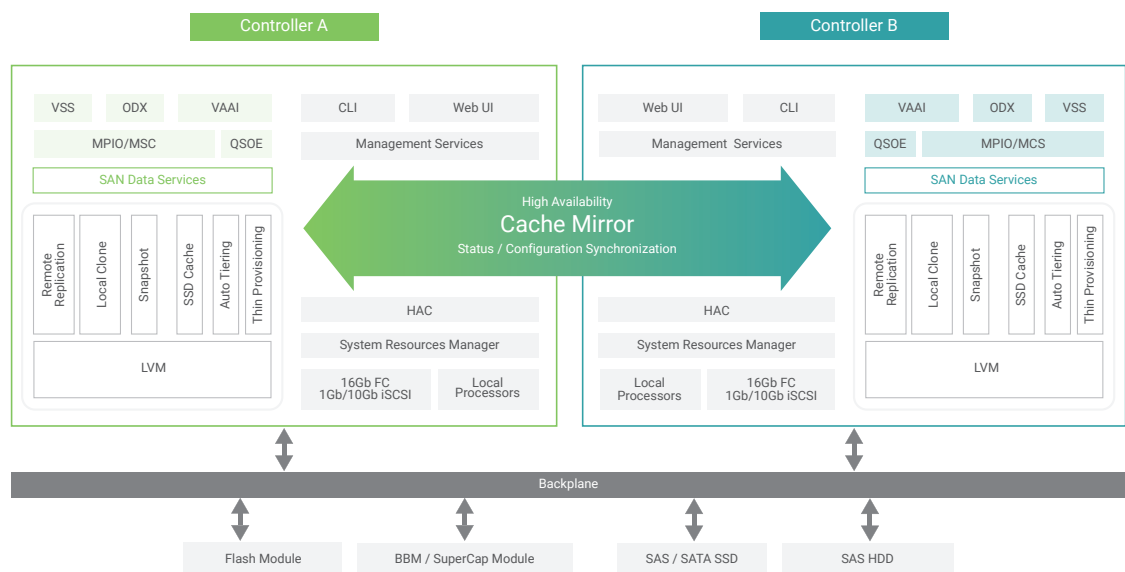 Controller A
Controller B
VSS
ODX
VAAI
CLI
Web UI
MPIO/MSC
QSOE
Management Services
SAN Data Services
Remote
Replication
Local Clone
Snapshot
SSD Cache
Auto Tiering
Thin Provisioning
LVM
HAC
System Resources Manager
16Gb FC
1Gb/10Gb iSCSI
Local
Processors
High Availability
Cache Mirror
Status / Configuration Synchronization
Web UI
CLI
VAAI
ODX
VSS
Management Services
QSOE
MPIO/MCS
SAN Data Services
HAC
System Resources Manager
Local
Processors
16Gb FC
1Gb/10Gb iSCSI
Remote
Replication
Local Clone
Snapshot
SSD Cache
Auto Tiering
Thin Provisioning
LVM
Backplane
Flash Module
BBM / SuperCap Module
SAS / SATA SSD
SAS HDD